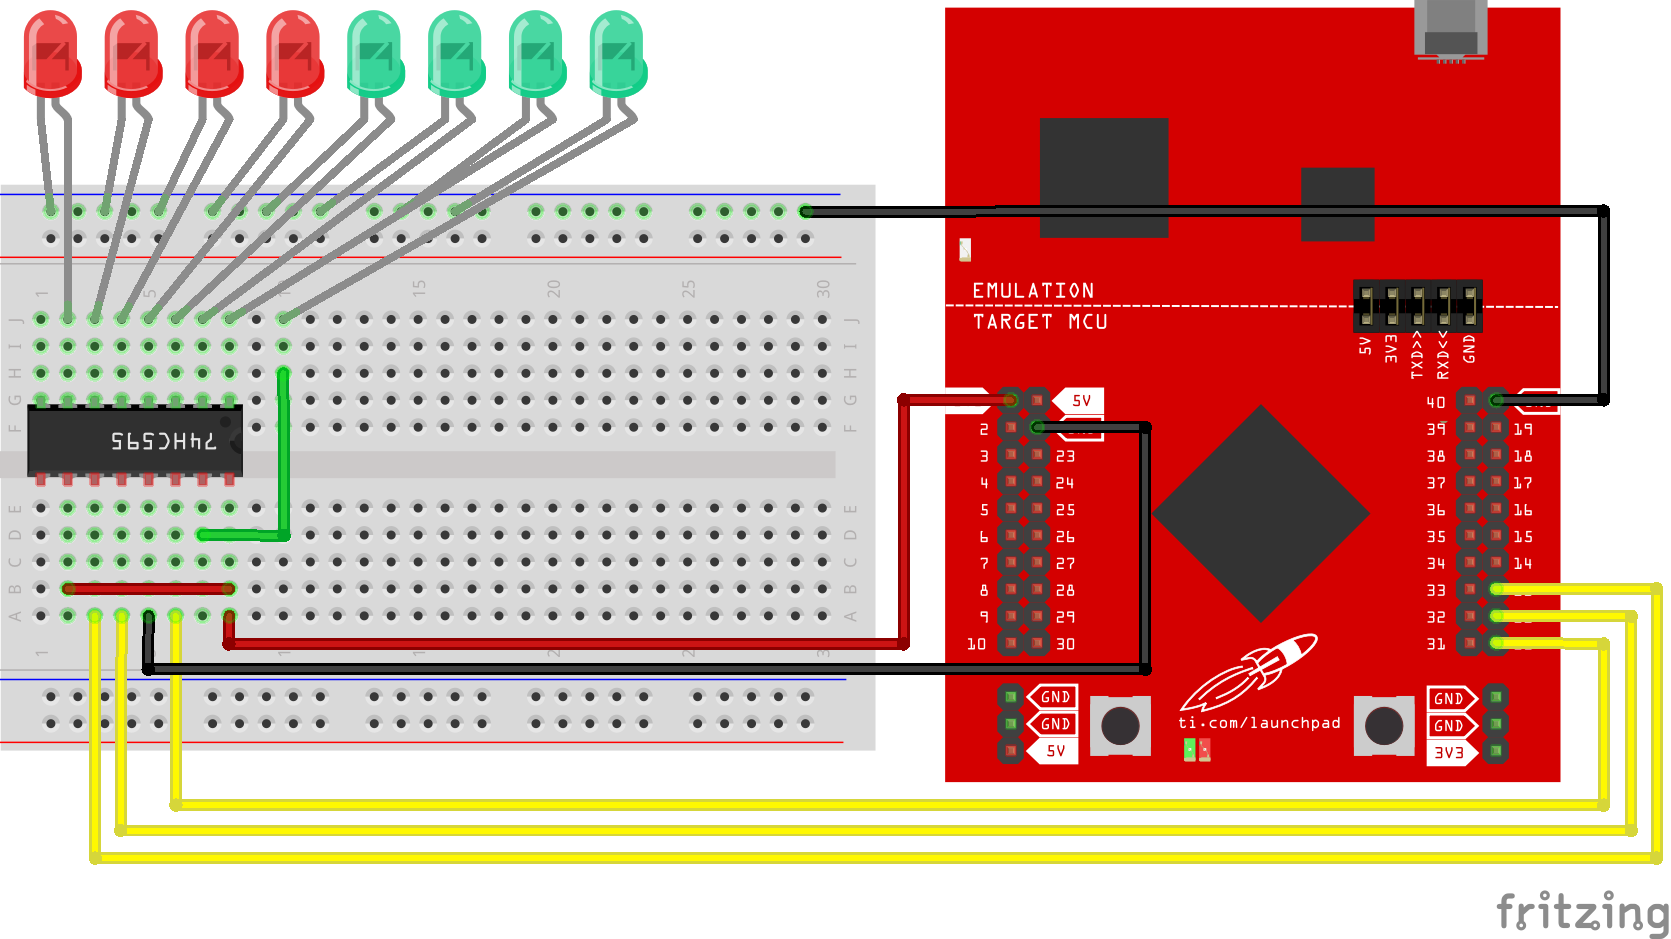 1 5 15 20 25 30
J J
I I
H H
G G
F F
74HC595
E E
D D
C C
B B
A A
EMULATION
TARGET MCU
5V
3V3
TXD>>
RXD<<
GND
5V
2
3 23
4 24
5 25
6 26
7 27
8 28
9 29
10 30
40
39 19
38 18
37 17
36 16
35 15
34 14
33
32
31
GND
GND
5V
ti.com/launchpad
GND
GND
3V3
fritzing